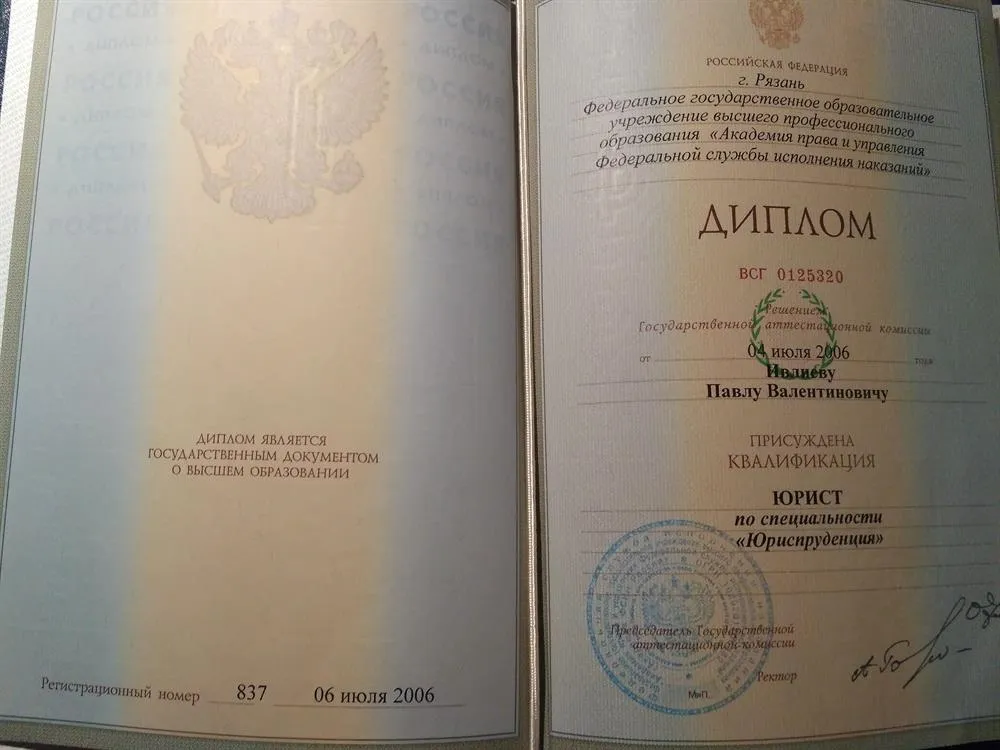 ДИПЛОМ ЯВЛЯЕТСЯ
ГОСУДАРСТВЕННЫМ ДОКУМЕНТОМ
О ВЫСШЕМ ОБРАЗОВАНИИ
Регистрационный номер 837 06 июля 2006
РОССИЙСКАЯ ФЕДЕРАЦИЯ
г. Рязань
Федеральное государственное образовательное
учреждение высшего профессионального
образования «Академия права и управления
Федеральной службы исполнения наказаний»
ДИПЛОМ
ВСГ 0125320
Решением
Государственной аттестационной комиссии
от 04 июля 2006 года
Ивлиеву
Павлу Валентиновичу
ПРИСУЖДЕНА
КВАЛИФИКАЦИЯ
ЮРИСТ
по специальности
«Юриспруденция»
Председатель Государственной
аттестационной комиссии
Ректор
М.П.